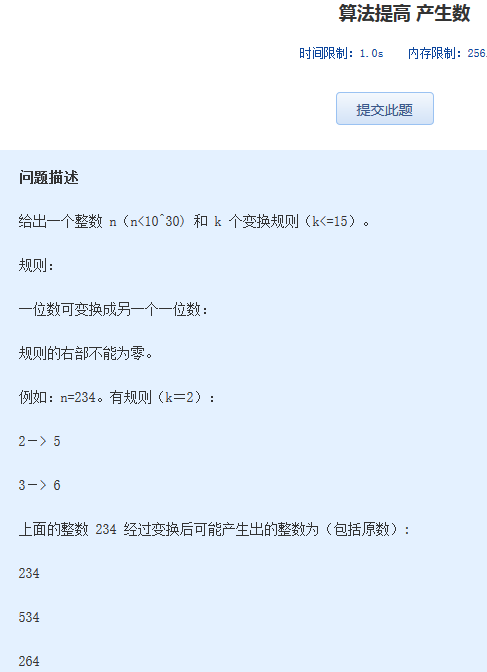 算法提高 产生数
时间限制：1.0s 内存限制：256.
提交此题
问题描述
给出一个整数 n（n<10^30) 和 k 个变换规则（k<=15）。
规则：
一位数可变换成另一个一位数：
规则的右部不能为零。
例如：n=234。有规则（k＝2）：
2－> 5
3－> 6
上面的整数 234 经过变换后可能产生出的整数为（包括原数）:
234
534
264